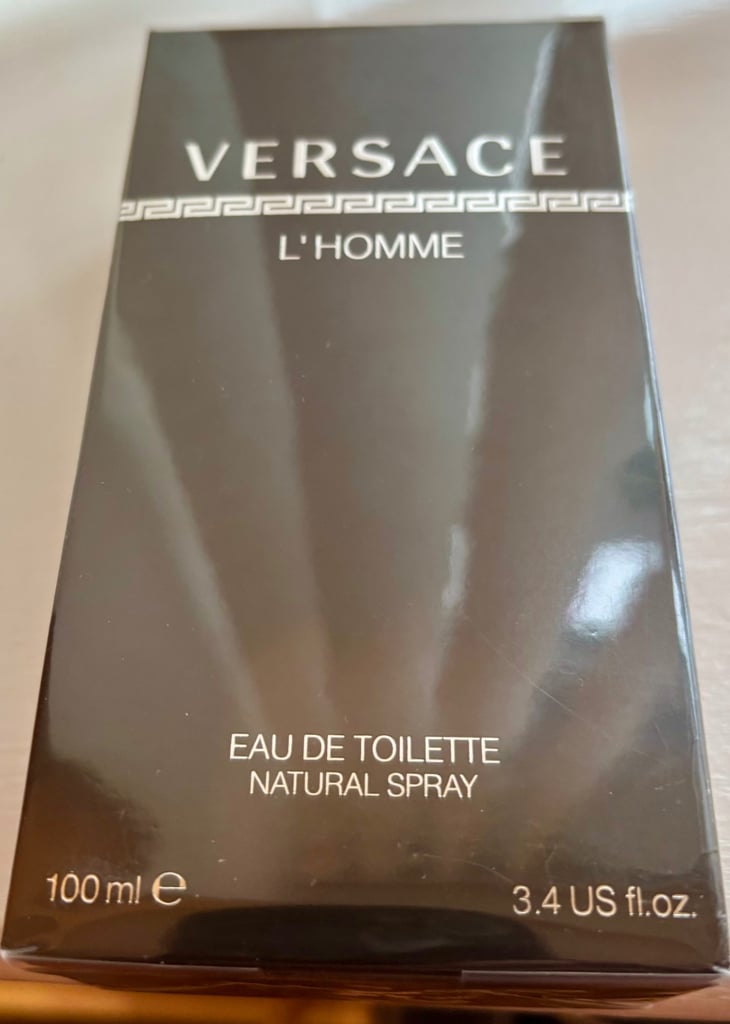 VERSACE
L'HOMME
EAU DE TOILETTE
NATURAL SPRAY
100 ml ℮
3.4 US fl.oz.